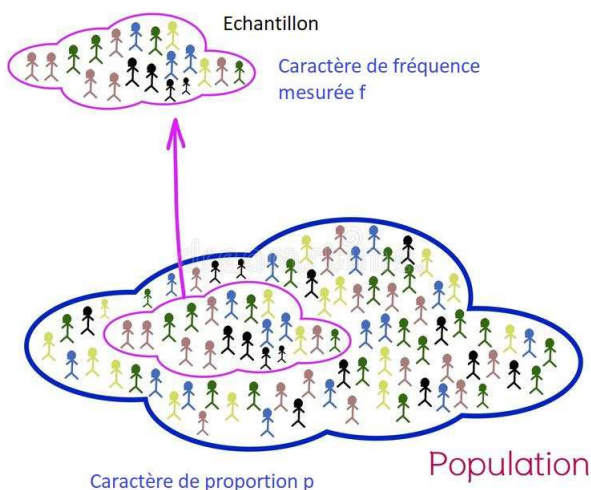 Echantillon
Caractère de fréquence
mesurée f
Population
Caractère de proportion p